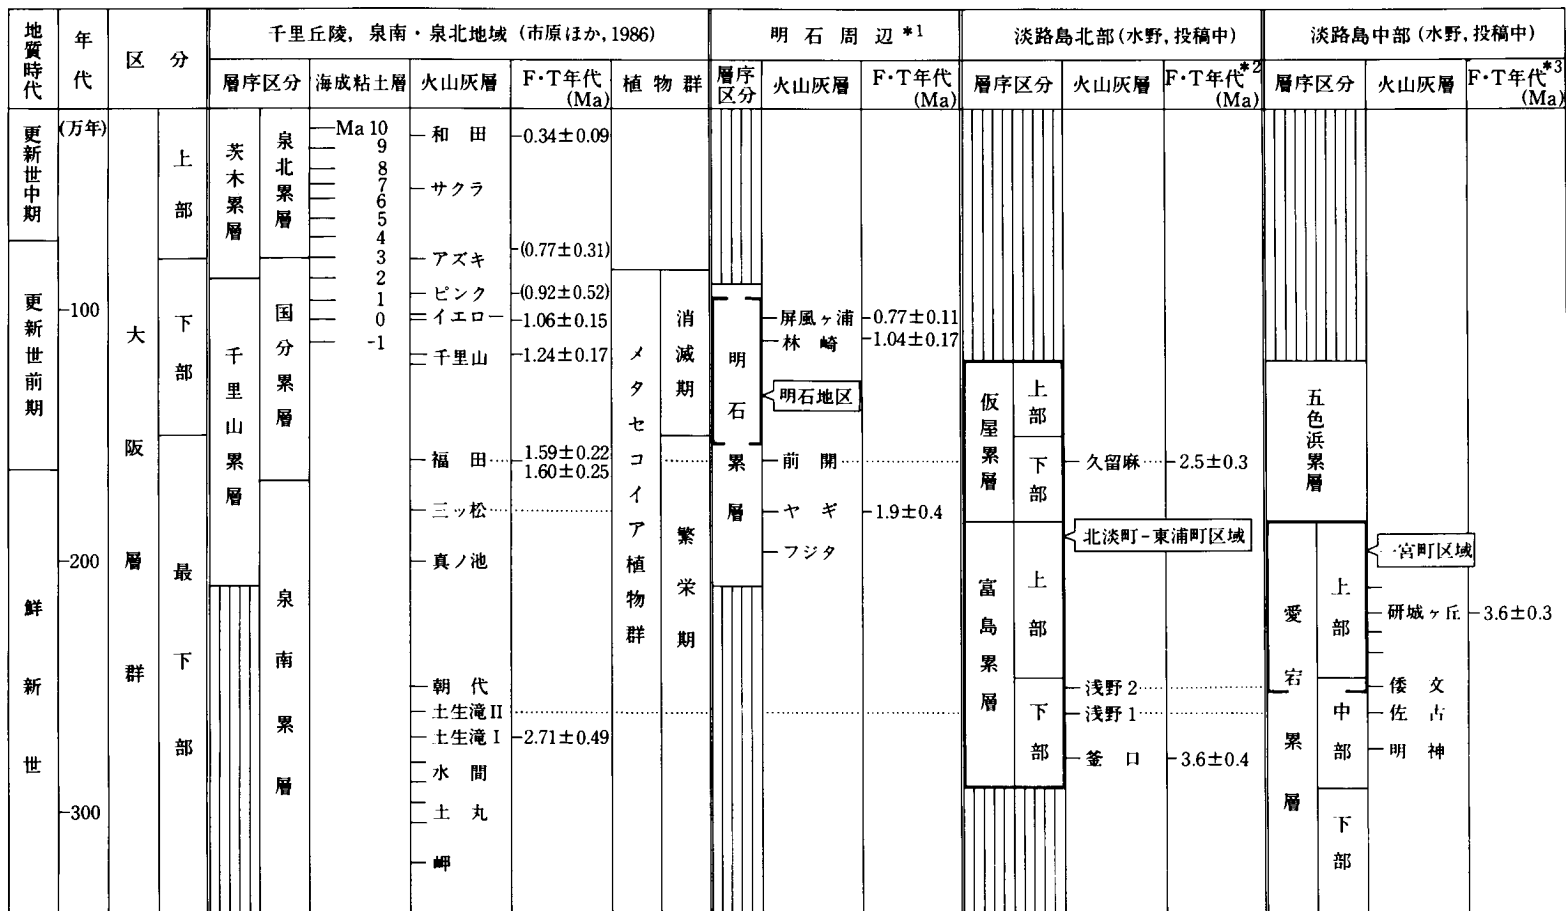 地質時代
年代
区分
千里丘陵, 泉南・泉北地域 (市原ほか, 1986)
明石周辺 *1
淡路島北部 (水野, 投稿中)
淡路島中部 (水野, 投稿中)
層序区分
海成粘土層
火山灰層
F・T年代 (Ma)
植物群
層序区分
火山灰層
F・T年代 (Ma)
層序区分
火山灰層
F・T年代*2 (Ma)
層序区分
火山灰層
F・T年代*3 (Ma)
更新世中期
更新世前期
鮮新世
(万年)
100
200
300
大阪層群
上部
下部
最下部
茨木累層
千里山累層
泉北累層
国分累層
泉南累層
Ma 10
9
8
7
6
5
4
3
2
1
0
-1
和田
サクラ
アズキ
ピンク
イエロー
千里山
福田
三ッ松
真ノ池
朝代
土生滝II
土生滝I
水間
土丸
岬
0.34±0.09
(0.77±0.31)
(0.92±0.52)
1.06±0.15
1.24±0.17
1.59±0.22
1.60±0.25
2.71±0.49
メタセコイア植物群
消滅期
繁栄期
明石累層
屏風ヶ浦
林崎
明石地区
前開
ヤギ
フジタ
0.77±0.11
1.04±0.17
1.9±0.4
仮屋累層
上部
下部
富島累層
上部
下部
久留麻
北淡町-東浦町区域
浅野2
浅野1
釜口
2.5±0.3
3.6±0.4
五色浜累層
愛宕累層
上部
中部
下部
一宮町区域
研城ヶ丘
倭文
佐古
明神
3.6±0.3